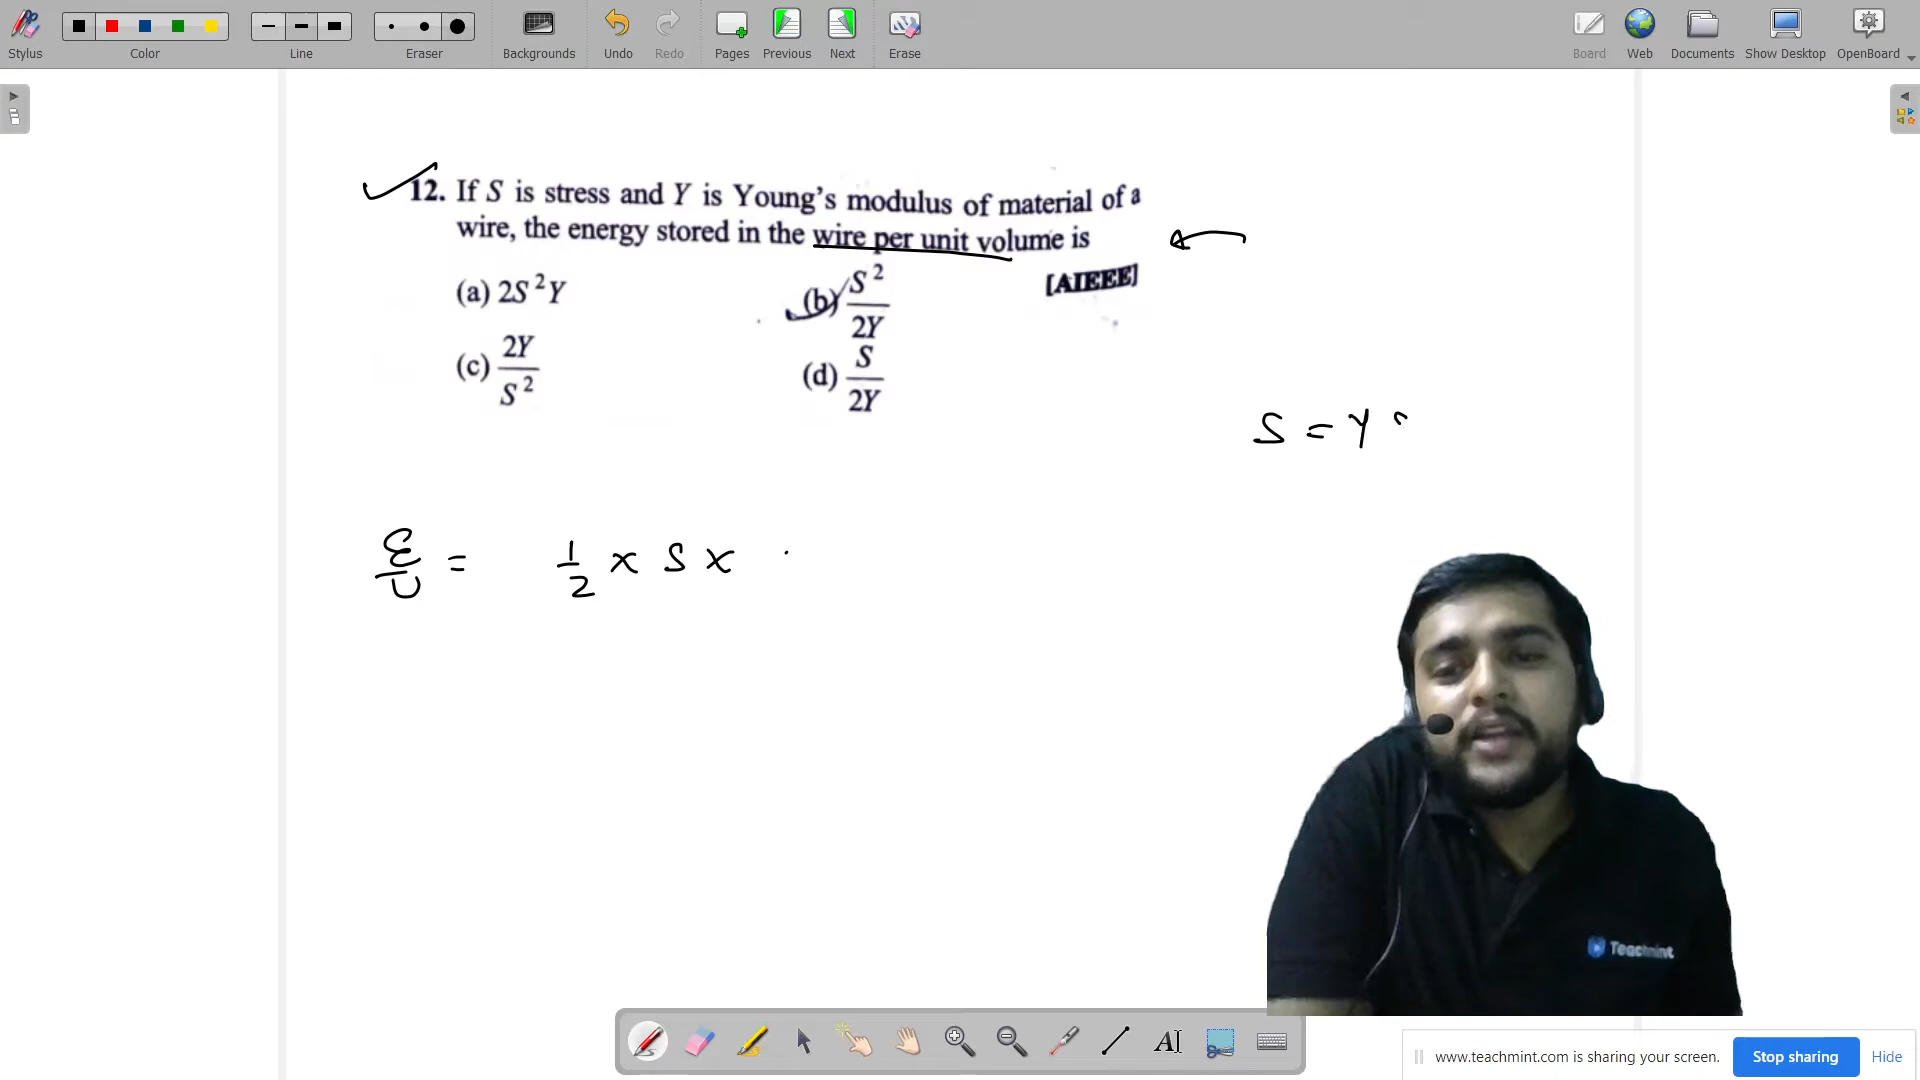 Stylus
Color
Line
Eraser
Backgrounds
Undo
Redo
Pages
Previous
Next
Erase
Board
Web
Documents
Show Desktop
OpenBoard
12. If S is stress and Y is Young's modulus of material of a
wire, the energy stored in the wire per unit volume is
[AIEEE]
(a) 2S²Y
(b) S²/2Y
(c) 2Y/S²
(d) S/2Y
S = Y
E/U = 1/2 x S x
Teachmint
www.teachmint.com is sharing your screen.
Stop sharing
Hide